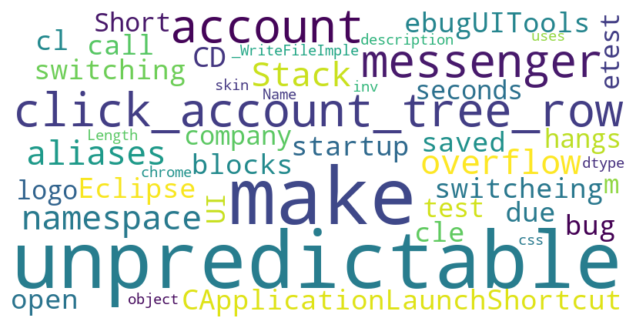 Short account ebugUITools etest
cl call CD _WriteFileImple description uses
switching Stack messenger
skin Name inv seconds
click_account_tree_row
Length company startup saved hangs
aliases blocks overflow dtype
chrome
logo Eclipse make switcheing m
namespace UI test due bug
cle
unpredictable css
open object CApplicationLaunchShortcut